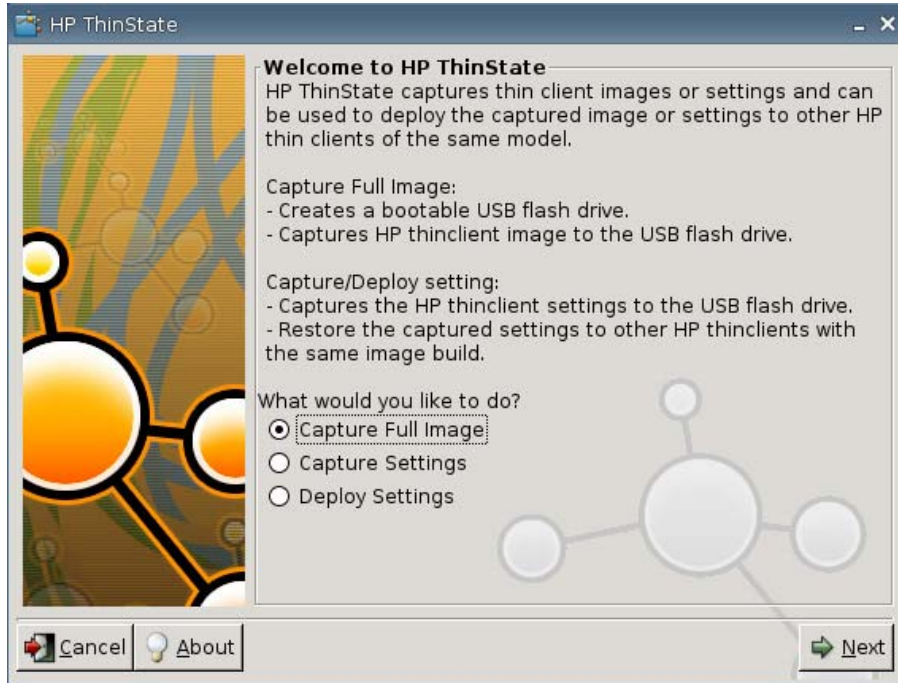 HP ThinState
Welcome to HP ThinState
HP ThinState captures thin client images or settings and can
be used to deploy the captured image or settings to other HP
thin clients of the same model.
Capture Full Image:
- Creates a bootable USB flash drive.
- Captures HP thinclient image to the USB flash drive.
Capture/Deploy setting:
- Captures the HP thinclient settings to the USB flash drive.
- Restore the captured settings to other HP thinclients with
the same image build.
What would you like to do?
Capture Full Image
Capture Settings
Deploy Settings
Cancel
About
Next